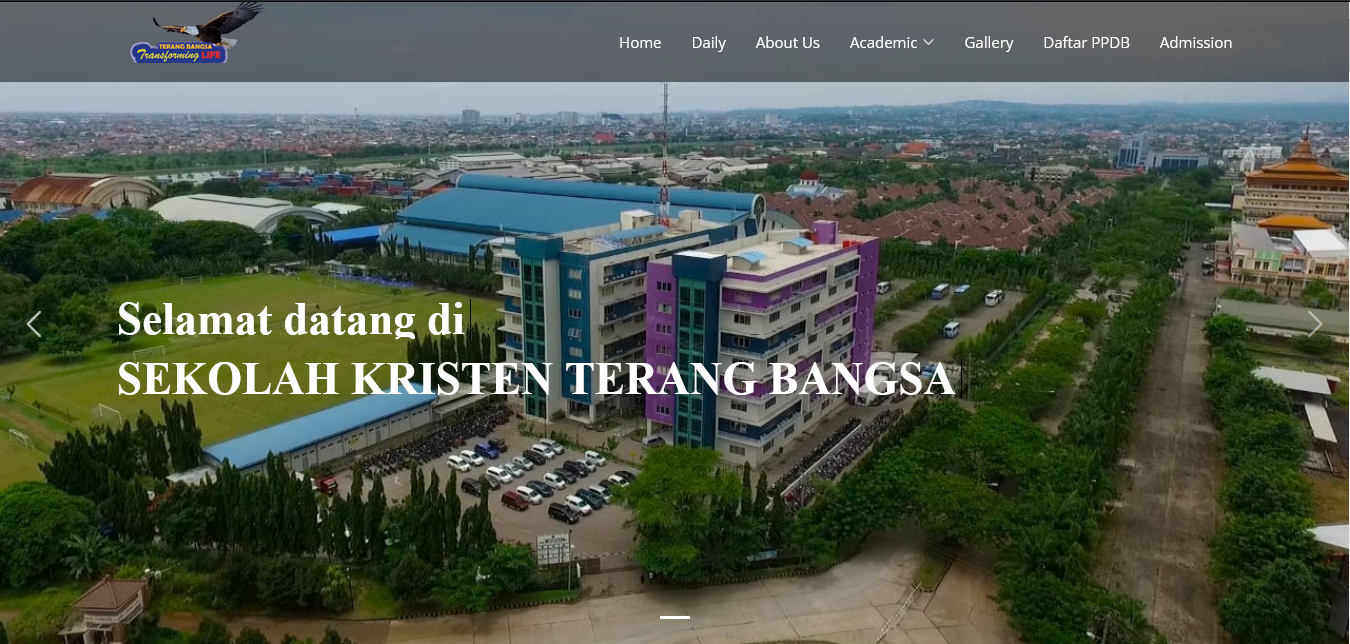 TERANG BANGSA
Transforming LIFE
Home
Daily
About Us
Academic
Gallery
Daftar PPDB
Admission
Selamat datang di
SEKOLAH KRISTEN TERANG BANGSA